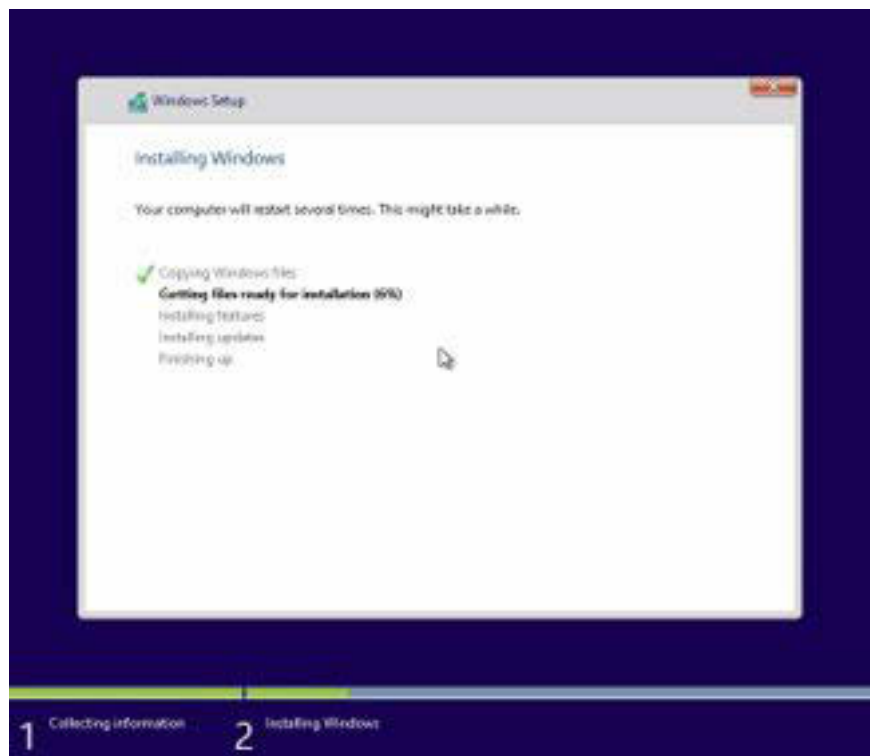 Windows Setup
Installing Windows
Your computer will restart several times. This might take a while.
Copying Windows files
Getting files ready for installation (6%)
Installing features
Installing updates
Finishing up
1 Collecting information
2 Installing Windows